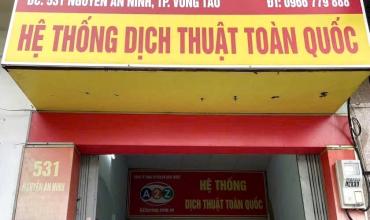 ĐC: 531 NGUYỄN AN NINH, TP. VŨNG TÀU ĐT: 0966 779 888
HỆ THỐNG DỊCH THUẬT TOÀN QUỐC
531
NGUYỄN AN NINH
A2Z
HỆ THỐNG
DỊCH THUẬT TOÀN QUỐC